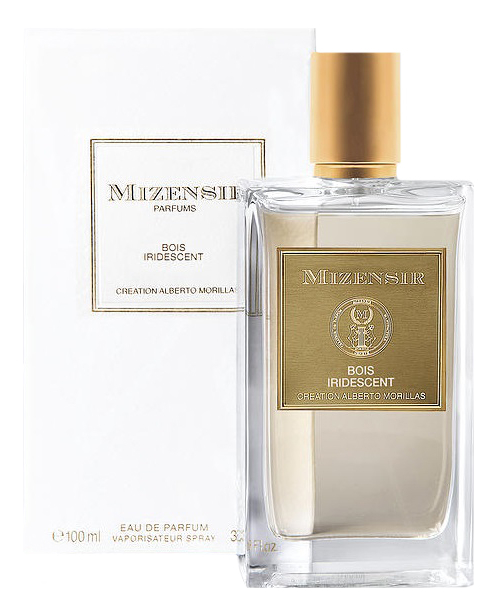 MIZENSIR
PARFUMS
BOIS
IRIDESCENT
CREATION ALBERTO MORILLAS
℮100 ml
EAU DE PARFUM
VAPORISATEUR SPRAY
MIZENSIR
M
BOIS
IRIDESCENT
CREATION ALBERTO MORILLAS